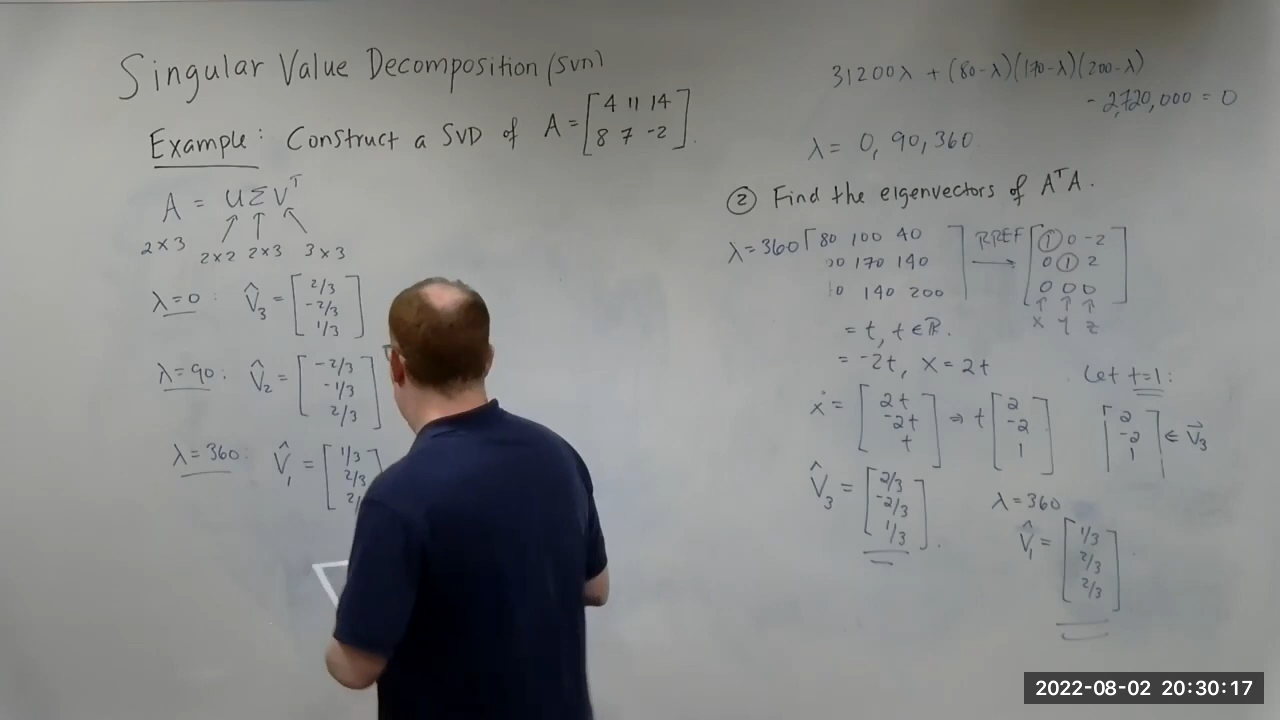 Singular Value Decomposition (SVD)
Example: Construct a SVD of A = [4 11 14
8 7 -2].
A = UΣV^T
2×3 2×2 2×3 3×3
λ=0: V̂₃ = [2/3
-2/3
1/3]
λ=90: V̂₂ = [-2/3
-1/3
2/3]
λ=360: V̂₁ = [1/3
2/3
31200λ + (80-λ)(170-λ)(200-λ)
- 2,720,000 = 0
λ = 0, 90, 360
② Find the eigenvectors of AᵀA.
λ=360 [80 100 40 ] RREF → [1 0 -2
170 140 0 1 2
140 200 0 0 0]
x y z
= t, t ∈ ℝ.
= -2t, x = 2t
Let t=1:
x = [2t
-2t
t] ⇒ t [2
-2
1]
[2
-2
1] ∈ V⃗₃
V̂₃ = [2/3
-2/3
1/3].
λ=360
V̂₁ = [1/3
2/3
2/3]
2022-08-02 20:30:17